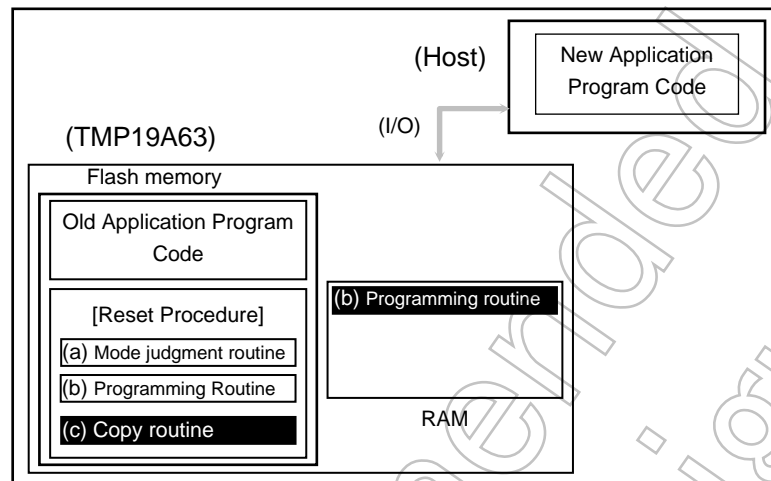 (Host)
New Application
Program Code
(I/O)
(TMP19A63)
Flash memory
Old Application Program
Code
[Reset Procedure]
(a) Mode judgment routine
(b) Programming Routine
(c) Copy routine
(b) Programming routine
RAM